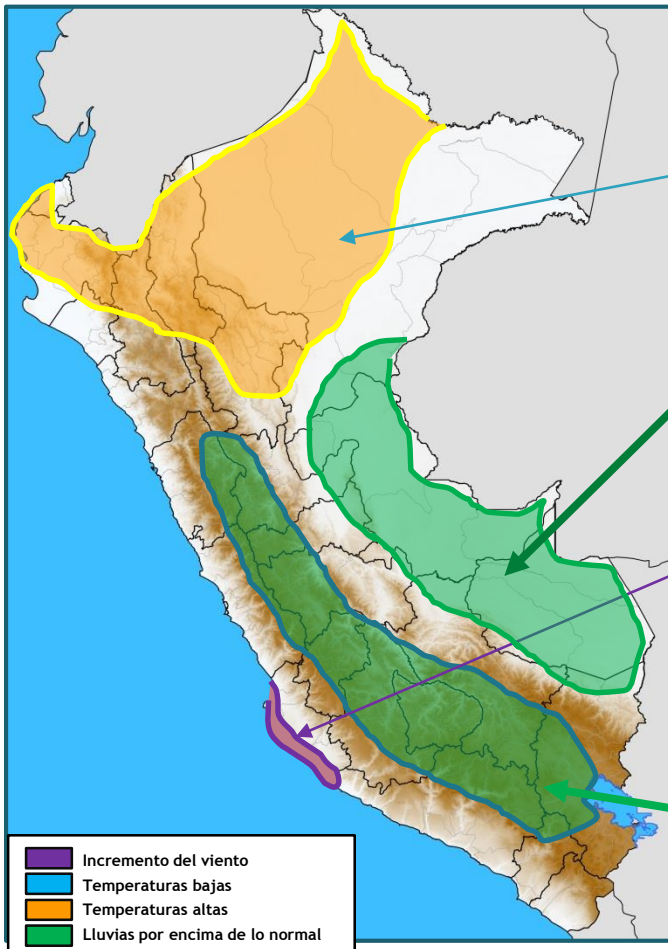 Incremento del viento
Temperaturas bajas
Temperaturas altas
Lluvias por encima de lo normal